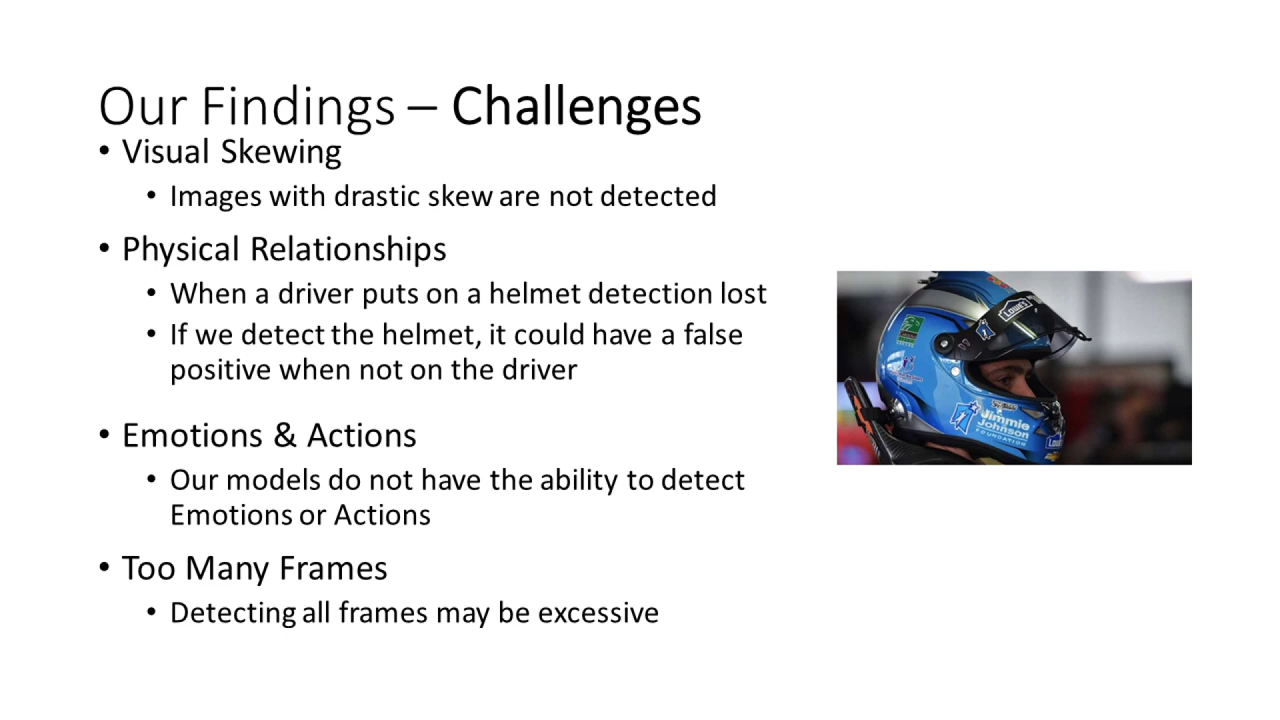 Our Findings – Challenges
• Visual Skewing
• Images with drastic skew are not detected
• Physical Relationships
• When a driver puts on a helmet detection lost
• If we detect the helmet, it could have a false
positive when not on the driver
• Emotions & Actions
• Our models do not have the ability to detect
Emotions or Actions
• Too Many Frames
• Detecting all frames may be excessive
LOWE'S
Jimmie
Johnson
FOUNDATION